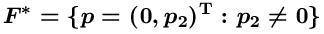 F* = {p = (0, p₂)ᵀ : p₂ ≠ 0}